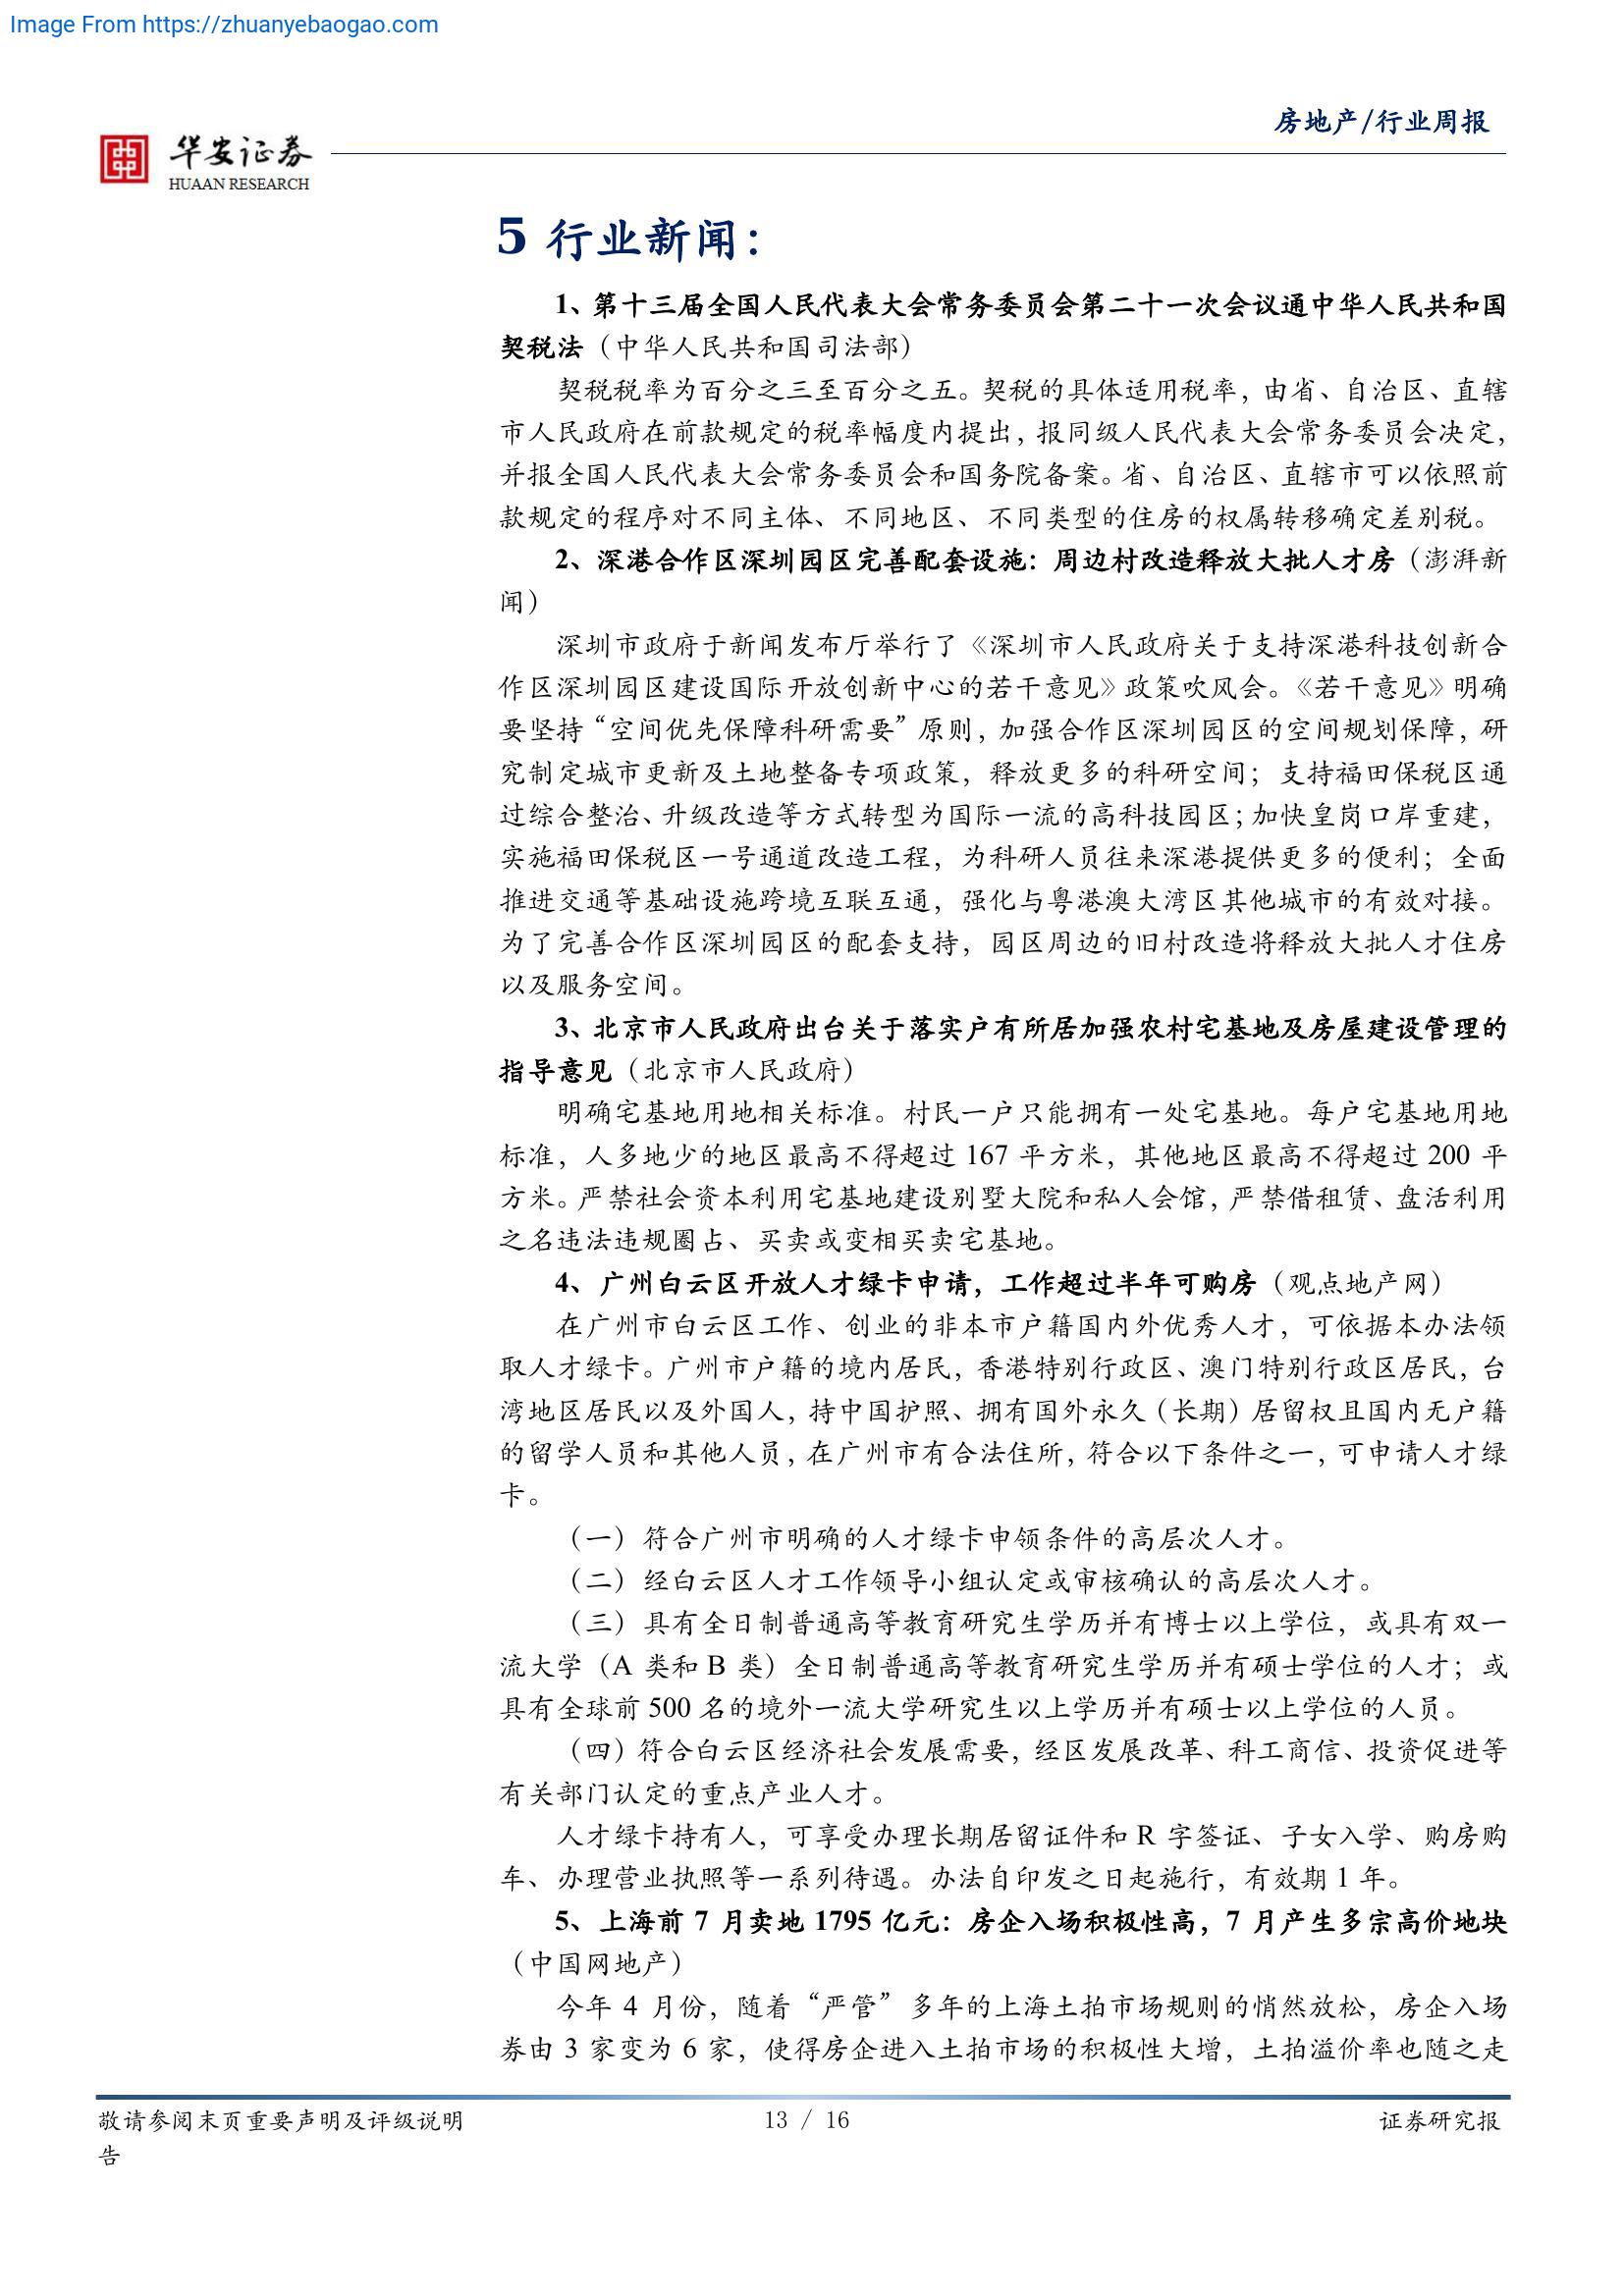 Image From https://zhuanyebaogao.com
房地产/行业周报
华安证券
HUAAN RESEARCH
5 行业新闻：
1、第十三届全国人民代表大会常务委员会第二十一次会议通中华人民共和国
契税法（中华人民共和国司法部）
契税税率为百分之三至百分之五。契税的具体适用税率，由省、自治区、直辖
市人民政府在前款规定的税率幅度内提出，报同级人民代表大会常务委员会决定，
并报全国人民代表大会常务委员会和国务院备案。省、自治区、直辖市可以依照前
款规定的程序对不同主体、不同地区、不同类型的住房的权属转移确定差别税。
2、深港合作区深圳园区完善配套设施：周边村改造释放大批人才房（澎湃新
闻）
深圳市政府于新闻发布厅举行了《深圳市人民政府关于支持深港科技创新合
作区深圳园区建设国际开放创新中心的若干意见》政策吹风会。《若干意见》明确
要坚持“空间优先保障科研需要”原则，加强合作区深圳园区的空间规划保障，研
究制定城市更新及土地整备专项政策，释放更多的科研空间；支持福田保税区通
过综合整治、升级改造等方式转型为国际一流的高科技园区；加快皇岗口岸重建，
实施福田保税区一号通道改造工程，为科研人员往来深港提供更多的便利；全面
推进交通等基础设施跨境互联互通，强化与粤港澳大湾区其他城市的有效对接。
为了完善合作区深圳园区的配套支持，园区周边的旧村改造将释放大批人才住房
以及服务空间。
3、北京市人民政府出台关于落实户有所居加强农村宅基地及房屋建设管理的
指导意见（北京市人民政府）
明确宅基地用地相关标准。村民一户只能拥有一处宅基地。每户宅基地用地
标准，人多地少的地区最高不得超过 167 平方米，其他地区最高不得超过 200 平
方米。严禁社会资本利用宅基地建设别墅大院和私人会馆，严禁借租赁、盘活利用
之名违法违规圈占、买卖或变相买卖宅基地。
4、广州白云区开放人才绿卡申请，工作超过半年可购房（观点地产网）
在广州市白云区工作、创业的非本市户籍国内外优秀人才，可依据本办法领
取人才绿卡。广州市户籍的境内居民，香港特别行政区、澳门特别行政区居民，台
湾地区居民以及外国人，持中国护照、拥有国外永久（长期）居留权且国内无户籍
的留学人员和其他人员，在广州市有合法住所，符合以下条件之一，可申请人才绿
卡。
（一）符合广州市明确的人才绿卡申领条件的高层次人才。
（二）经白云区人才工作领导小组认定或审核确认的高层次人才。
（三）具有全日制普通高等教育研究生学历并有博士以上学位，或具有双一
流大学（A 类和 B 类）全日制普通高等教育研究生学历并有硕士学位的人才；或
具有全球前 500 名的境外一流大学研究生以上学历并有硕士以上学位的人员。
（四）符合白云区经济社会发展需要，经区发展改革、科工商信、投资促进等
有关部门认定的重点产业人才。
人才绿卡持有人，可享受办理长期居留证件和 R 字签证、子女入学、购房购
车、办理营业执照等一系列待遇。办法自印发之日起施行，有效期 1 年。
5、上海前 7 月卖地 1795 亿元：房企入场积极性高，7 月产生多宗高价地块
（中国网地产）
今年 4 月份，随着“严管”多年的上海土拍市场规则的悄然放松，房企入场
券由 3 家变为 6 家，使得房企进入土拍市场的积极性大增，土拍溢价率也随之走
敬请参阅末页重要声明及评级说明
13 / 16
证券研究报
告